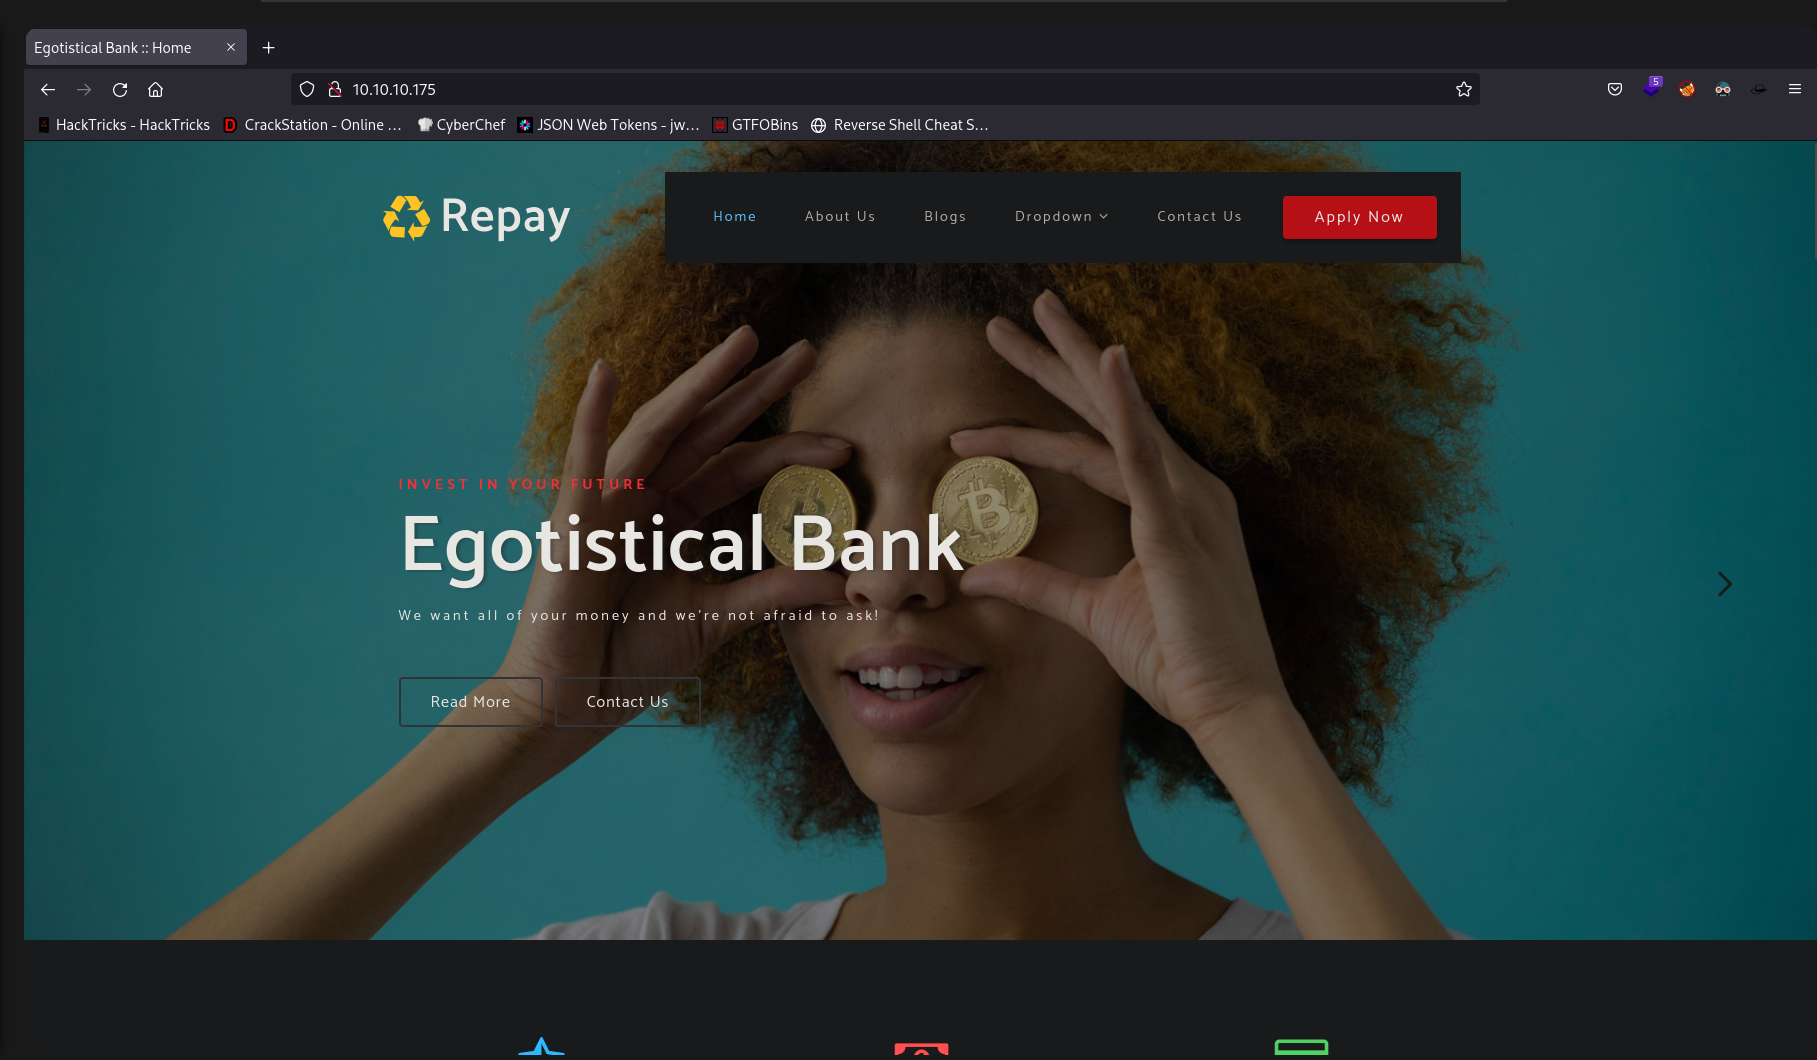 Egotistical Bank :: Home
10.10.10.175
5
HackTricks - HackTricks CrackStation - Online ... CyberChef JSON Web Tokens - jw... GTFOBins Reverse Shell Cheat S...
Repay
Home About Us Blogs Dropdown Contact Us Apply Now
INVEST IN YOUR FUTURE
Egotistical Bank
We want all of your money and we're not afraid to ask!
Read More Contact Us